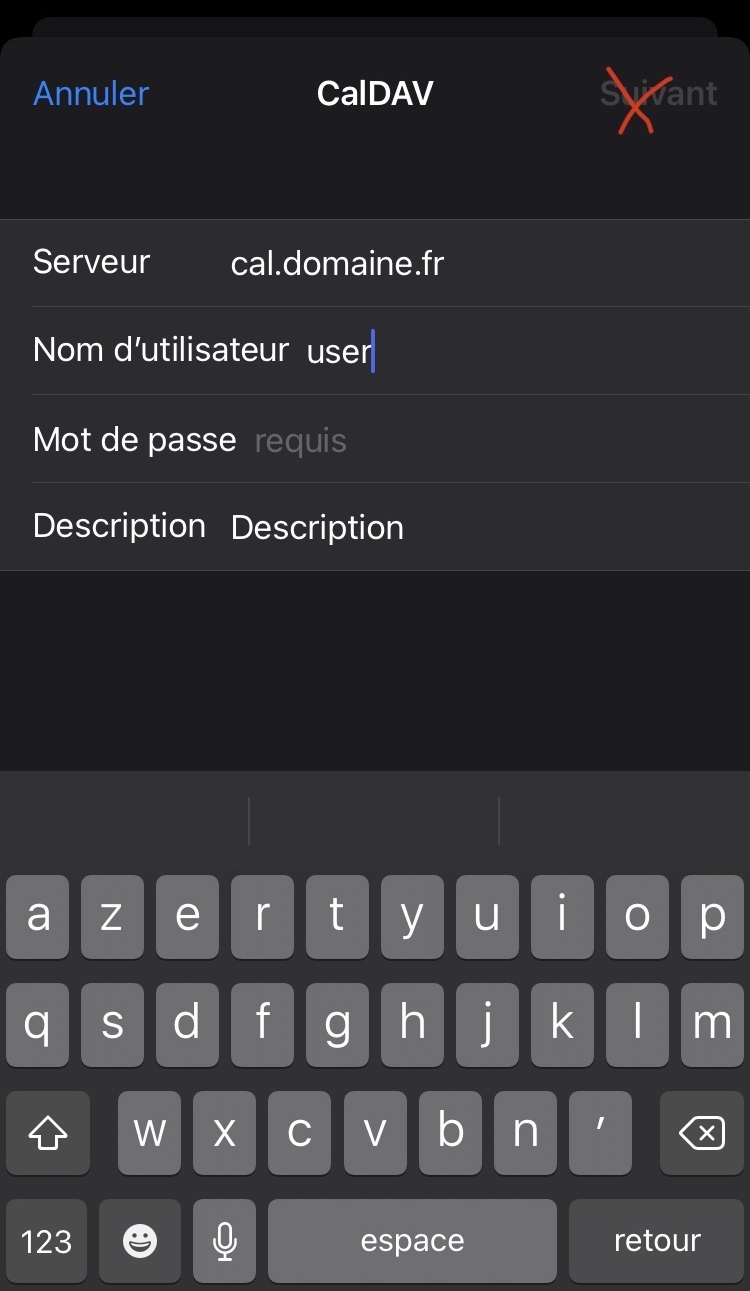 Annuler CalDAV Suivant
Serveur cal.domaine.fr
Nom d’utilisateur user
Mot de passe requis
Description Description
a z e r t y u i o p
q s d f g h j k l m
w x c v b n ’
123 espace retour